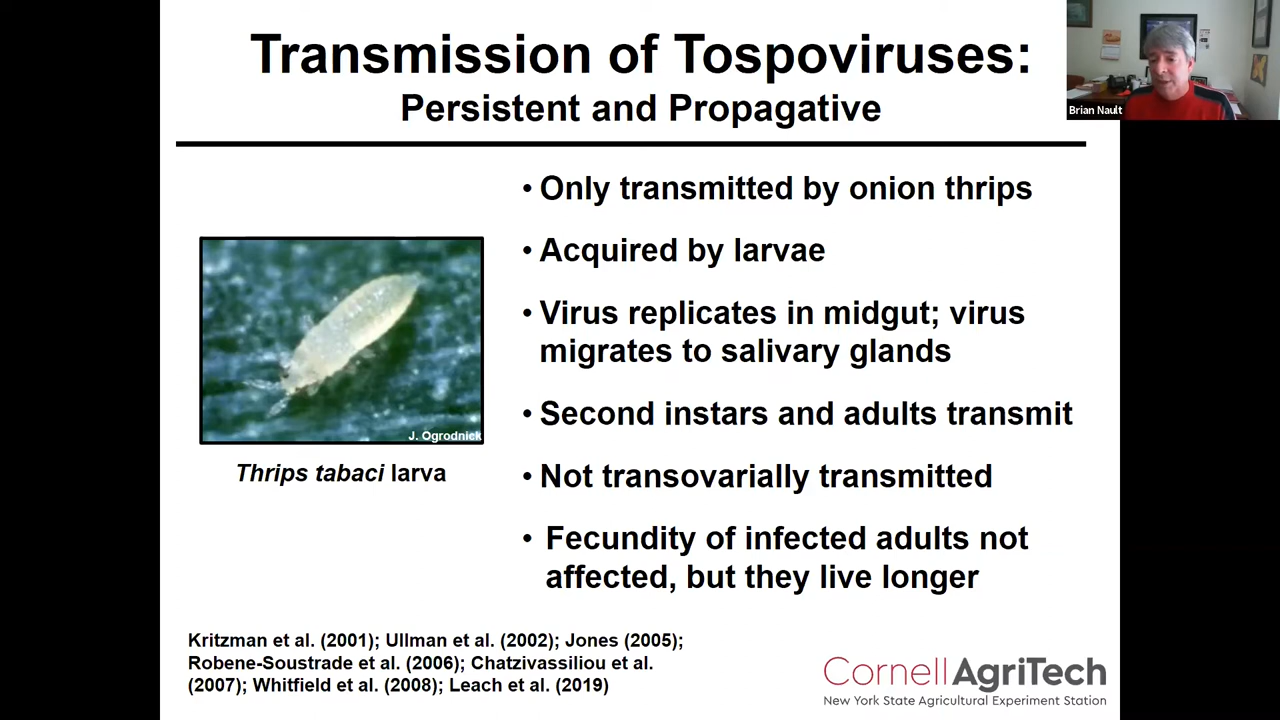 Transmission of Tospoviruses:
Persistent and Propagative
Brian Nault
• Only transmitted by onion thrips
• Acquired by larvae
• Virus replicates in midgut; virus
migrates to salivary glands
• Second instars and adults transmit
• Not transovarially transmitted
• Fecundity of infected adults not
affected, but they live longer
J. Ogrodnick
Thrips tabaci larva
Kritzman et al. (2001); Ullman et al. (2002); Jones (2005);
Robene-Soustrade et al. (2006); Chatzivassiliou et al.
(2007); Whitfield et al. (2008); Leach et al. (2019)
Cornell AgriTech
New York State Agricultural Experiment Station